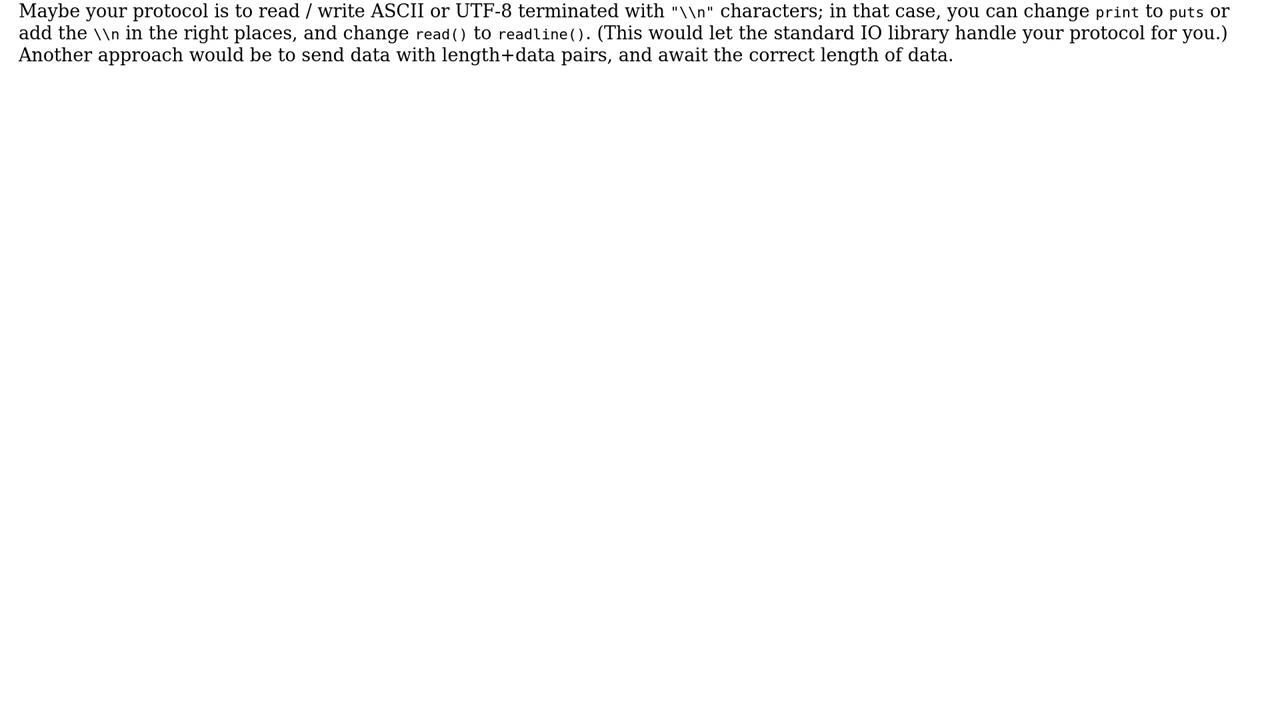 Maybe your protocol is to read / write ASCII or UTF-8 terminated with "\\n" characters; in that case, you can change print to puts or
add the \\n in the right places, and change read() to readline(). (This would let the standard IO library handle your protocol for you.)
Another approach would be to send data with length+data pairs, and await the correct length of data.